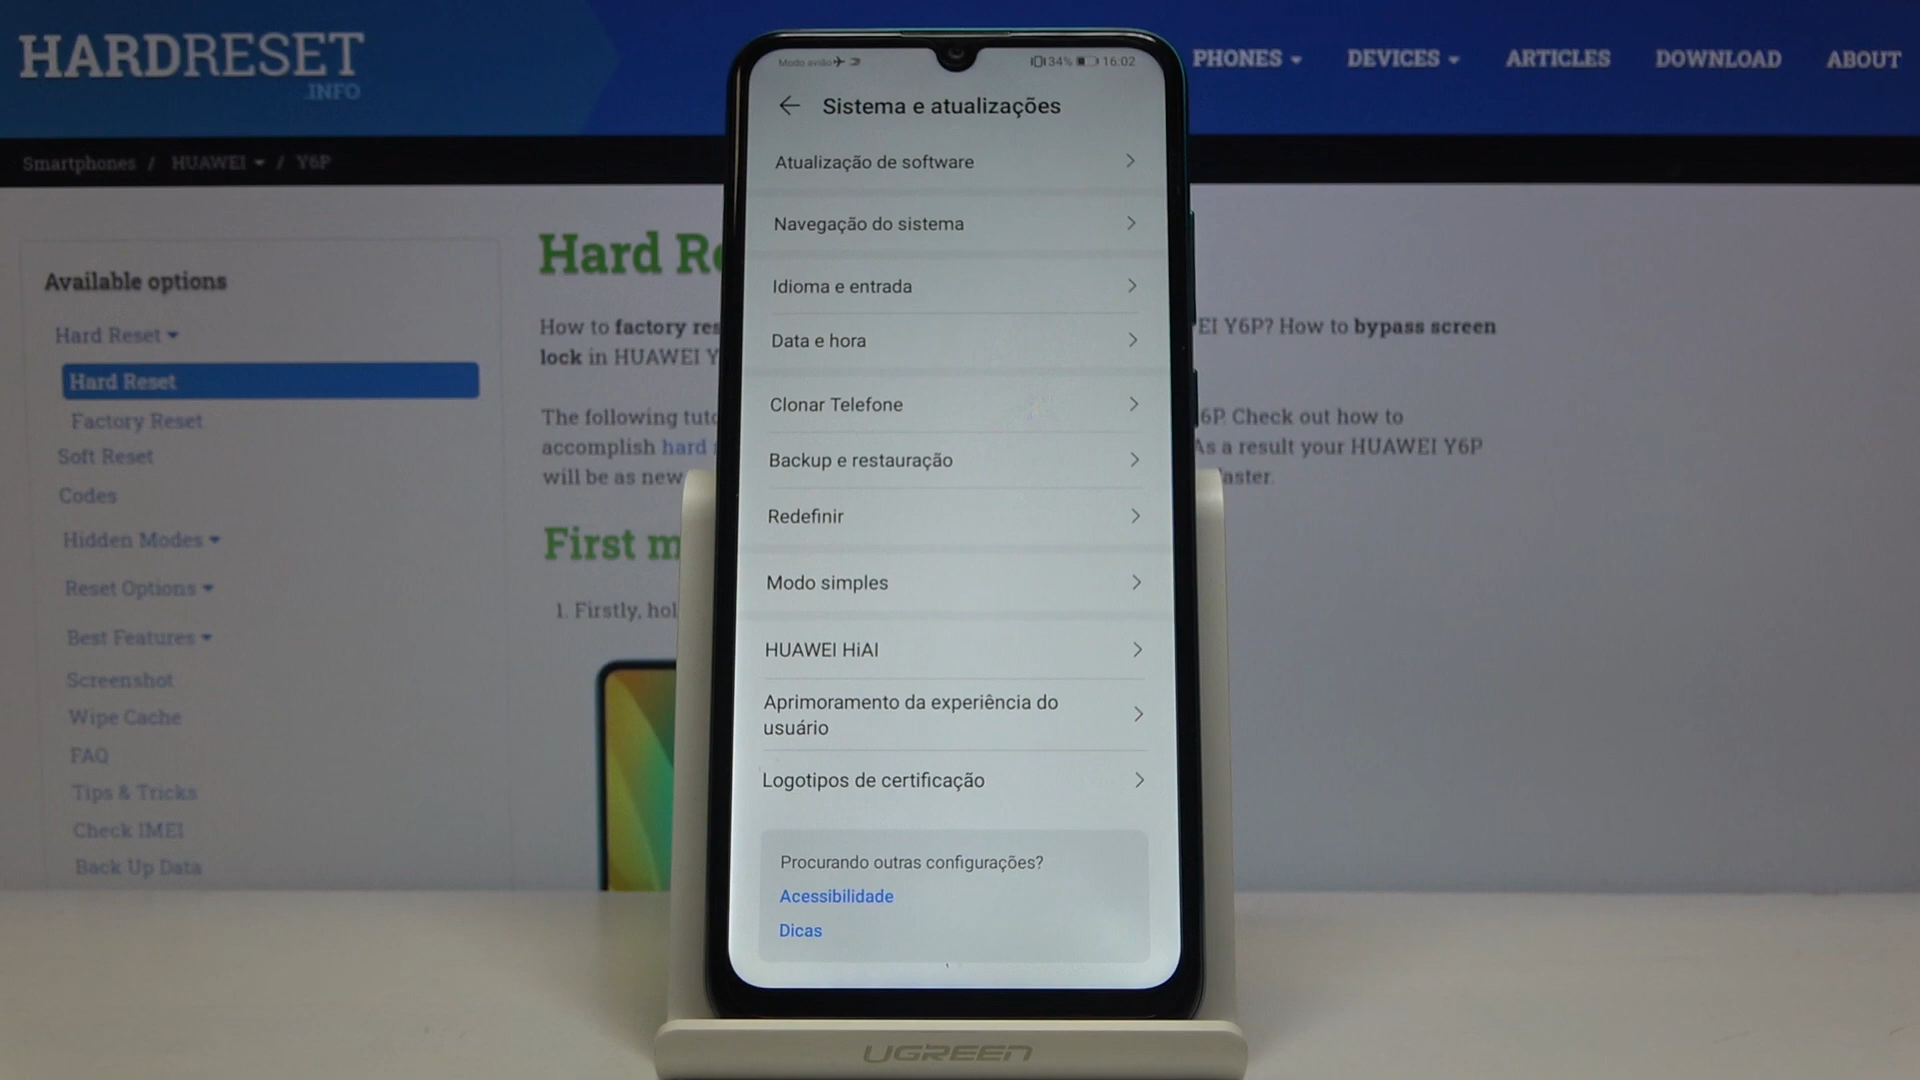 HARDRESET
.INFO
PHONES
DEVICES
ARTICLES
DOWNLOAD
ABOUT
Smartphones / HUAWEI / Y6P
Available options
Hard Reset
Hard Reset
Factory Reset
Soft Reset
Codes
Hidden Modes
Reset Options
Best Features
Screenshot
Wipe Cache
FAQ
Tips & Tricks
Check IMEI
Back Up Data
Hard
How to factory
EI Y6P? How to bypass screen
lock in HUAWEI
The following
6P. Check out how to
accomplish hard
As a result your HUAWEI Y6P
will be as new
First
1. Firstly,
Modo avião
34% 16:02
Sistema e atualizações
Atualização de software
Navegação do sistema
Idioma e entrada
Data e hora
Clonar Telefone
Backup e restauração
Redefinir
Modo simples
HUAWEI HiAI
Aprimoramento da experiência do
usuário
Logotipos de certificação
Procurando outras configurações?
Acessibilidade
Dicas
UGREEN